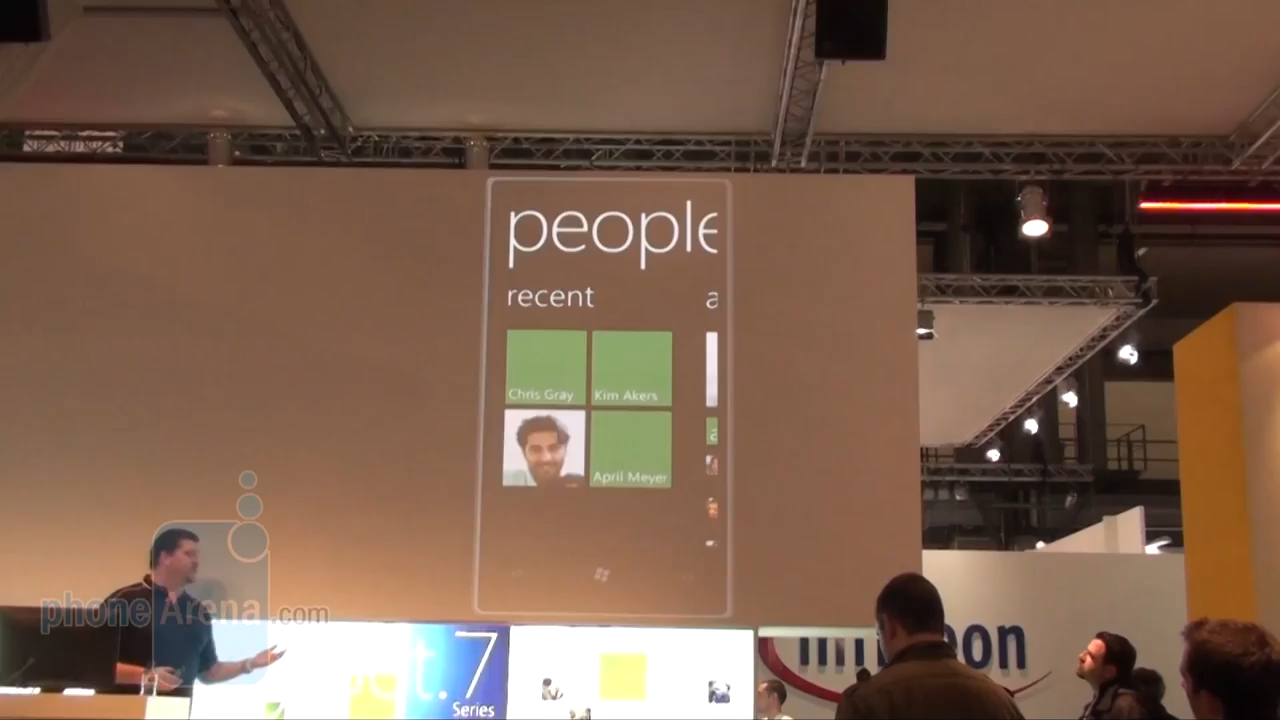 people
recent
a
Chris Gray
Kim Akers
April Meyer
a
phoneArena.com
7
Series